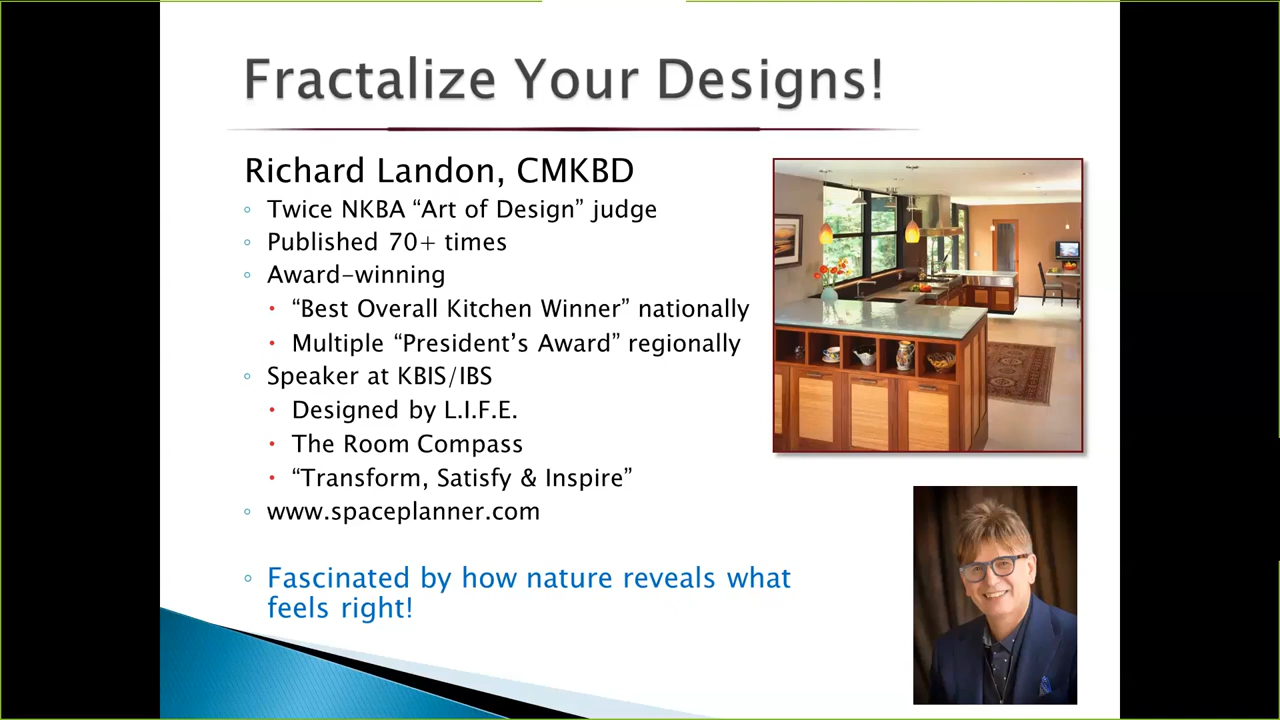 Fractalize Your Designs!
Richard Landon, CMKBD
Twice NKBA “Art of Design” judge
Published 70+ times
Award-winning
“Best Overall Kitchen Winner” nationally
Multiple “President’s Award” regionally
Speaker at KBIS/IBS
Designed by L.I.F.E.
The Room Compass
“Transform, Satisfy & Inspire”
www.spaceplanner.com
Fascinated by how nature reveals what
feels right!